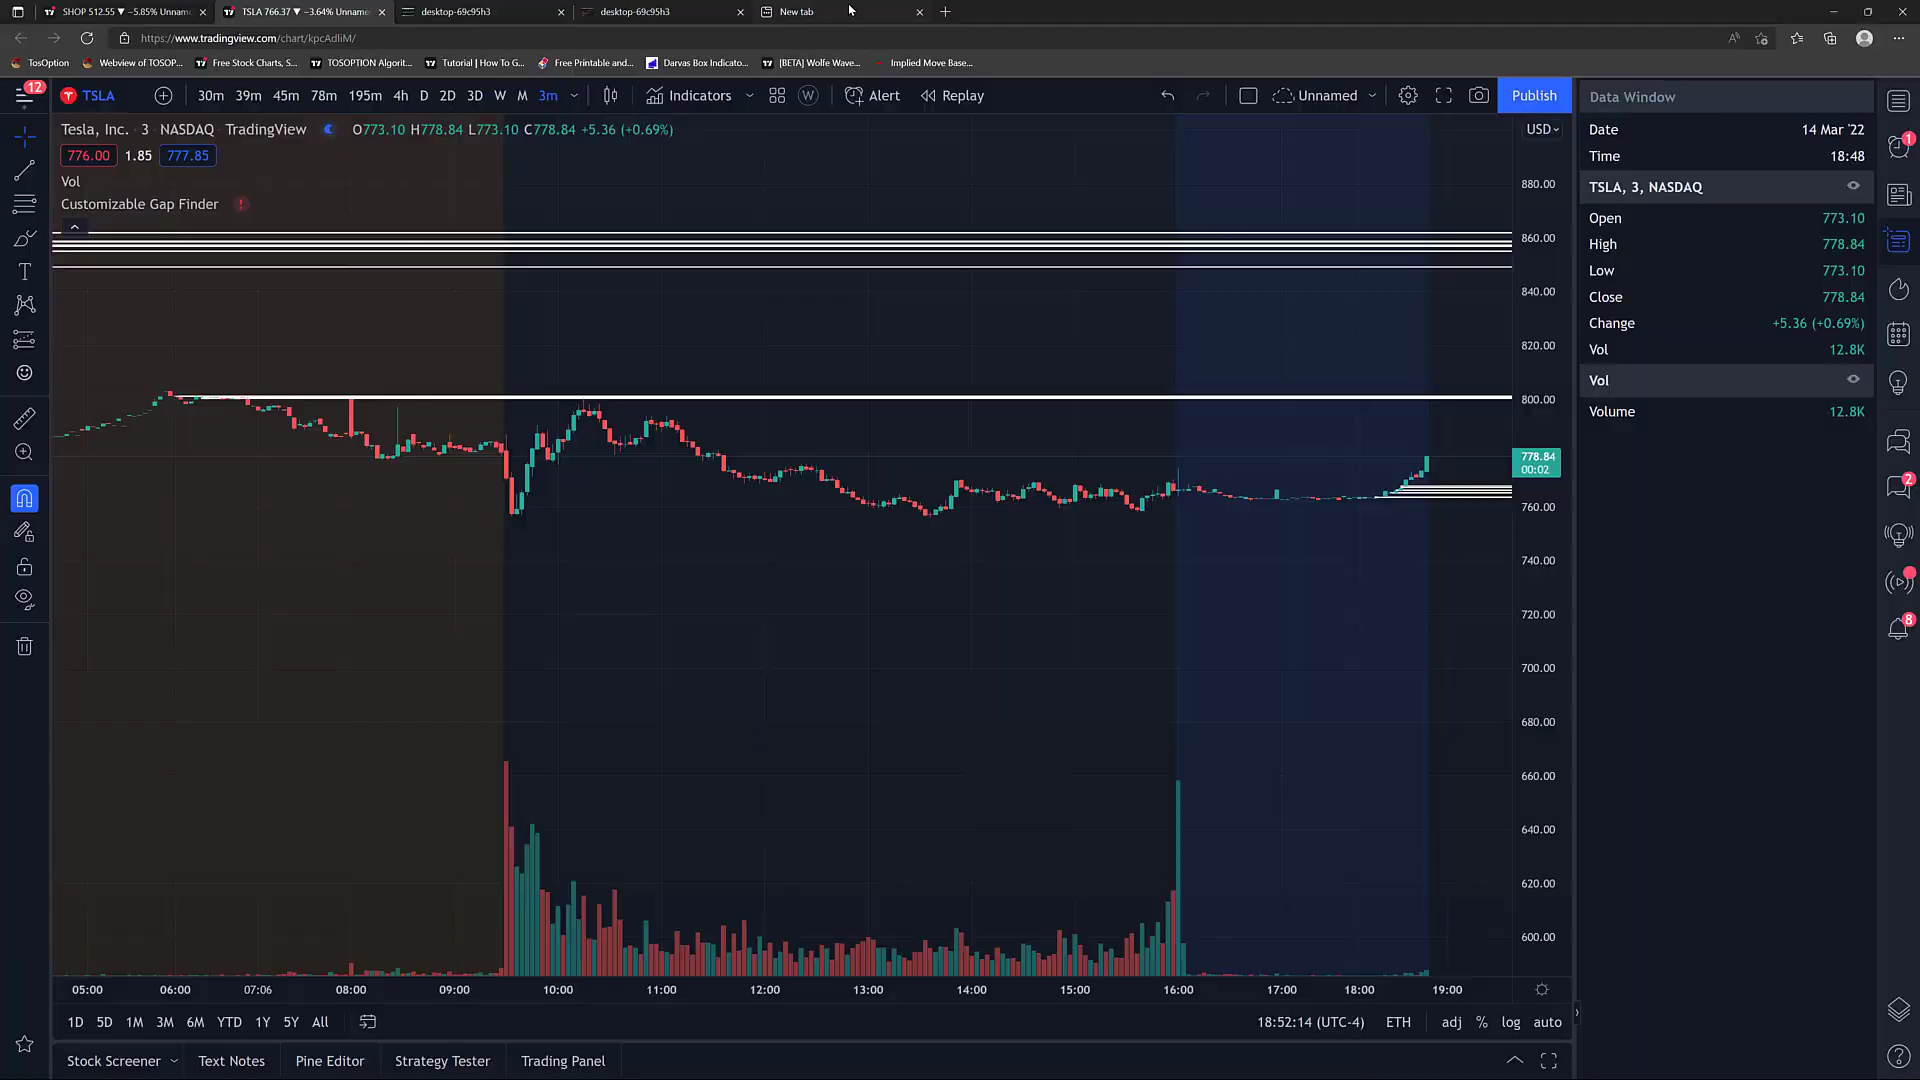 SHOP 512.55 ▼ −5.85% Unnam
TSLA 766.37 ▼ −3.64% Unname
desktop-69c95h3
desktop-69c95h3
New tab
https://www.tradingview.com/chart/kpcAdliM/
TosOption
Webview of TOSOP...
Free Stock Charts, S...
TOSOPTION Algorit...
Tutorial | How To G...
Free Printable and...
Darvas Box Indicato...
[BETA] Wolfe Wave...
Implied Move Base...
12
TSLA
30m 39m 45m 78m 195m 4h D 2D 3D W M 3m
Indicators
W
Alert
Replay
Unnamed
Publish
Tesla, Inc. · 3 · NASDAQ · TradingView
O773.10 H778.84 L773.10 C778.84 +5.36 (+0.69%)
USD
776.00 1.85 777.85
Vol
Customizable Gap Finder
880.00
860.00
840.00
820.00
800.00
778.84
00:02
760.00
740.00
720.00
700.00
680.00
660.00
640.00
620.00
600.00
05:00 06:00 07:06 08:00 09:00 10:00 11:00 12:00 13:00 14:00 15:00 16:00 17:00 18:00 19:00
1D 5D 1M 3M 6M YTD 1Y 5Y All
18:52:14 (UTC-4) ETH adj % log auto
Stock Screener
Text Notes
Pine Editor
Strategy Tester
Trading Panel
Data Window
Date 14 Mar '22
Time 18:48
TSLA, 3, NASDAQ
Open 773.10
High 778.84
Low 773.10
Close 778.84
Change +5.36 (+0.69%)
Vol 12.8K
Vol
Volume 12.8K
1
2
8